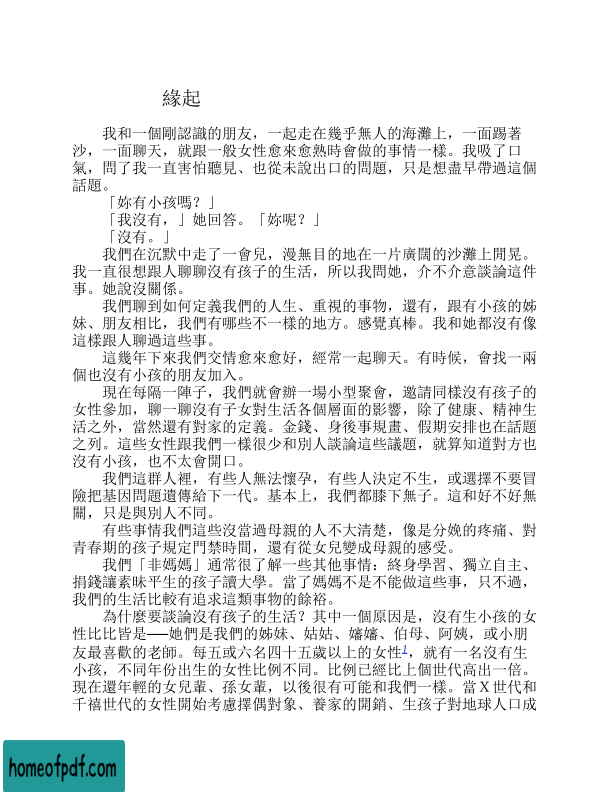 緣起
我和一個剛認識的朋友，一起走在幾乎無人的海灘上，一面踢著
沙，一面聊天，就跟一般女性愈來愈熟時會做的事情一樣。我吸了口
氣，問了我一直害怕聽見、也從未說出口的問題，只是想盡早帶過這個
話題。
「妳有小孩嗎？」
「我沒有，」她回答。「妳呢？」
「沒有。」
我們在沉默中走了一會兒，漫無目的地在一片廣闊的沙灘上閒晃。
我一直很想跟人聊聊沒有孩子的生活，所以我問她，介不介意談論這件
事。她說沒關係。
我們聊到如何定義我們的人生、重視的事物，還有，跟有小孩的姊
妹、朋友相比，我們有哪些不一樣的地方。感覺真棒。我和她都沒有像
這樣跟人聊過這些事。
這幾年下來我們交情愈來愈好，經常一起聊天。有時候，會找一兩
個也沒有小孩的朋友加入。
現在每隔一陣子，我們就會辦一場小型聚會，邀請同樣沒有孩子的
女性參加，聊一聊沒有子女對生活各個層面的影響，除了健康、精神生
活之外，當然還有對家的定義。金錢、身後事規畫、假期安排也在話題
之列。這些女性跟我們一樣很少和別人談論這些議題，就算知道對方也
沒有小孩，也不太會開口。
我們這群人裡，有些人無法懷孕，有些人決定不生，或選擇不要冒
險把基因問題遺傳給下一代。基本上，我們都膝下無子。這和好不好無
關，只是與別人不同。
有些事情我們這些沒當過母親的人不大清楚，像是分娩的疼痛、對
青春期的孩子規定門禁時間，還有從女兒變成母親的感受。
我們「非媽媽」通常很了解一些其他事情：終身學習、獨立自主、
捐錢讓素昧平生的孩子讀大學。當了媽媽不是不能做這些事，只不過，
我們的生活比較有追求這類事物的餘裕。
為什麼要談論沒有孩子的生活？其中一個原因是，沒有生小孩的女
性比比皆是──她們是我們的姊妹、姑姑、嬸嬸、伯母、阿姨，或小朋
友最喜歡的老師。每五或六名四十五歲以上的女性1，就有一名沒有生
小孩，不同年份出生的女性比例不同。比例已經比上個世代高出一倍。
現在還年輕的女兒輩、孫女輩，以後很有可能和我們一樣。當Ｘ世代和
千禧世代的女性開始考慮擇偶對象、養家的開銷、生孩子對地球人口成
homeofpdf.com